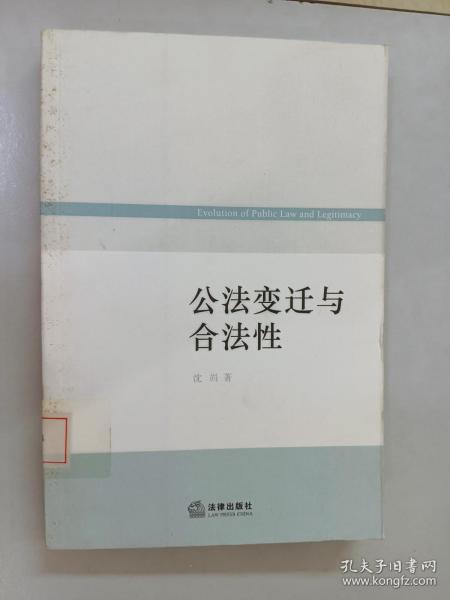 Evolution of Public Law and Legitimacy
公法变迁与
合法性
沈岿 著
法律出版社
LAW PRESS·CHINA
孔夫子旧书网
www.kongfz.com